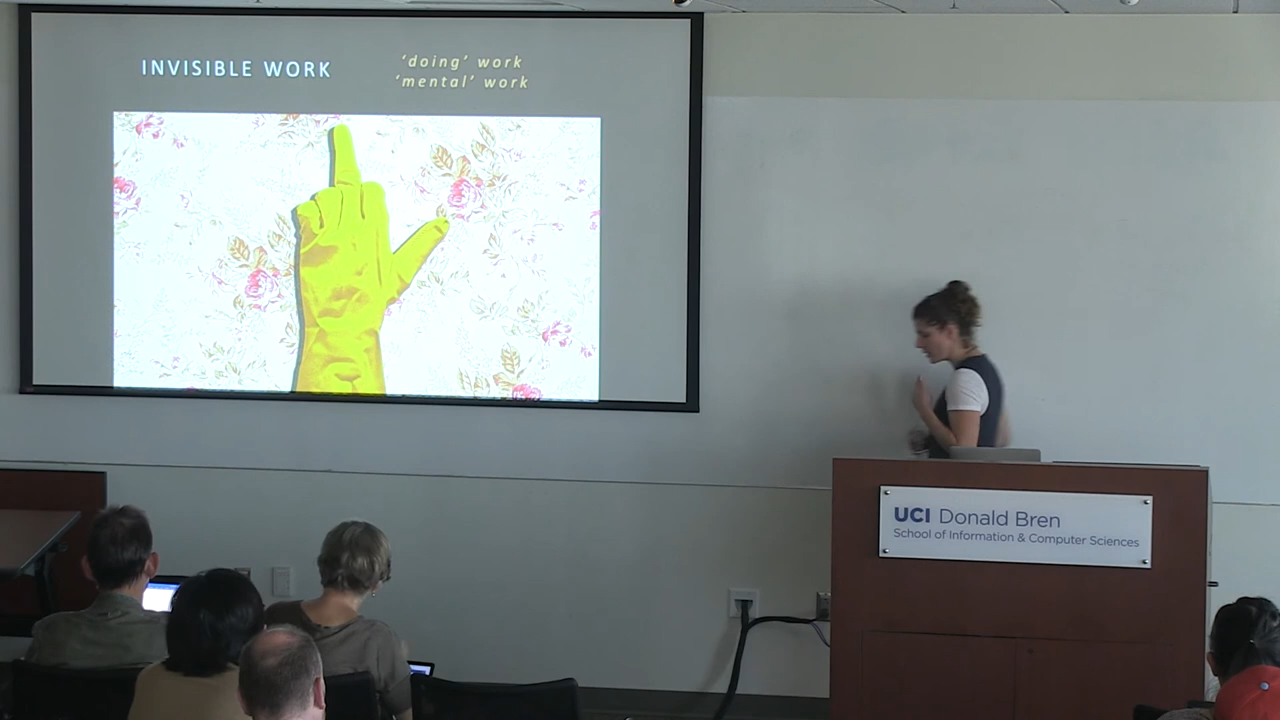 INVISIBLE WORK
‘doing’ work
‘mental’ work
UCI Donald Bren
School of Information & Computer Sciences